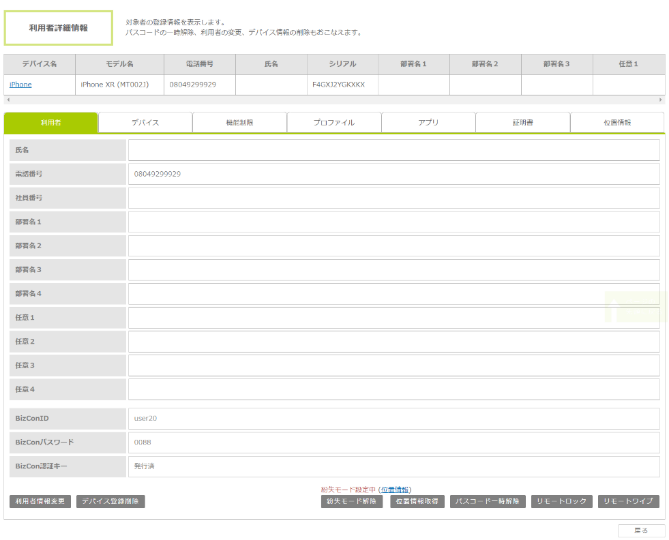 利用者詳細情報
対象者の登録情報を表示します。
パスコードの一時解除、利用者の変更、デバイス情報の削除もおこなえます。
デバイス名 モデル名 電話番号 氏名 シリアル 部署名1 部署名2 部署名3 任意1
iPhone iPhone XR (MT002J) 08049299929 F4GXJ2YGKXKX
利用者 デバイス 機能制限 プロファイル アプリ 証明書 位置情報
氏名
電話番号 08049299929
社員番号
部署名1
部署名2
部署名3
部署名4
任意1
任意2
任意3
任意4
BizConID user20
BizConパスワード 0088
BizCon認証キー 発行済
紛失モード設定中 (位置情報)
利用者情報変更 デバイス登録削除 紛失モード解除 位置情報取得 パスコード一時解除 リモートロック リモートワイプ
戻る